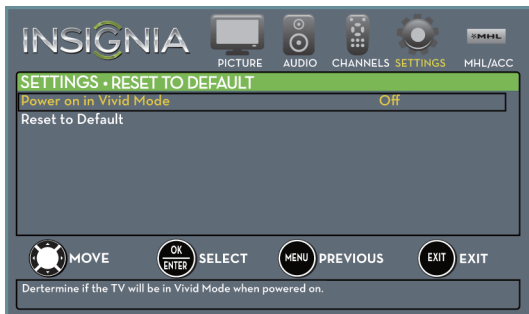 INSIGNIA
PICTURE AUDIO CHANNELS SETTINGS MHL/ACC
MHL
SETTINGS • RESET TO DEFAULT
Power on in Vivid Mode Off
Reset to Default
MOVE OK/ENTER SELECT MENU PREVIOUS EXIT EXIT
Dertermine if the TV will be in Vivid Mode when powered on.